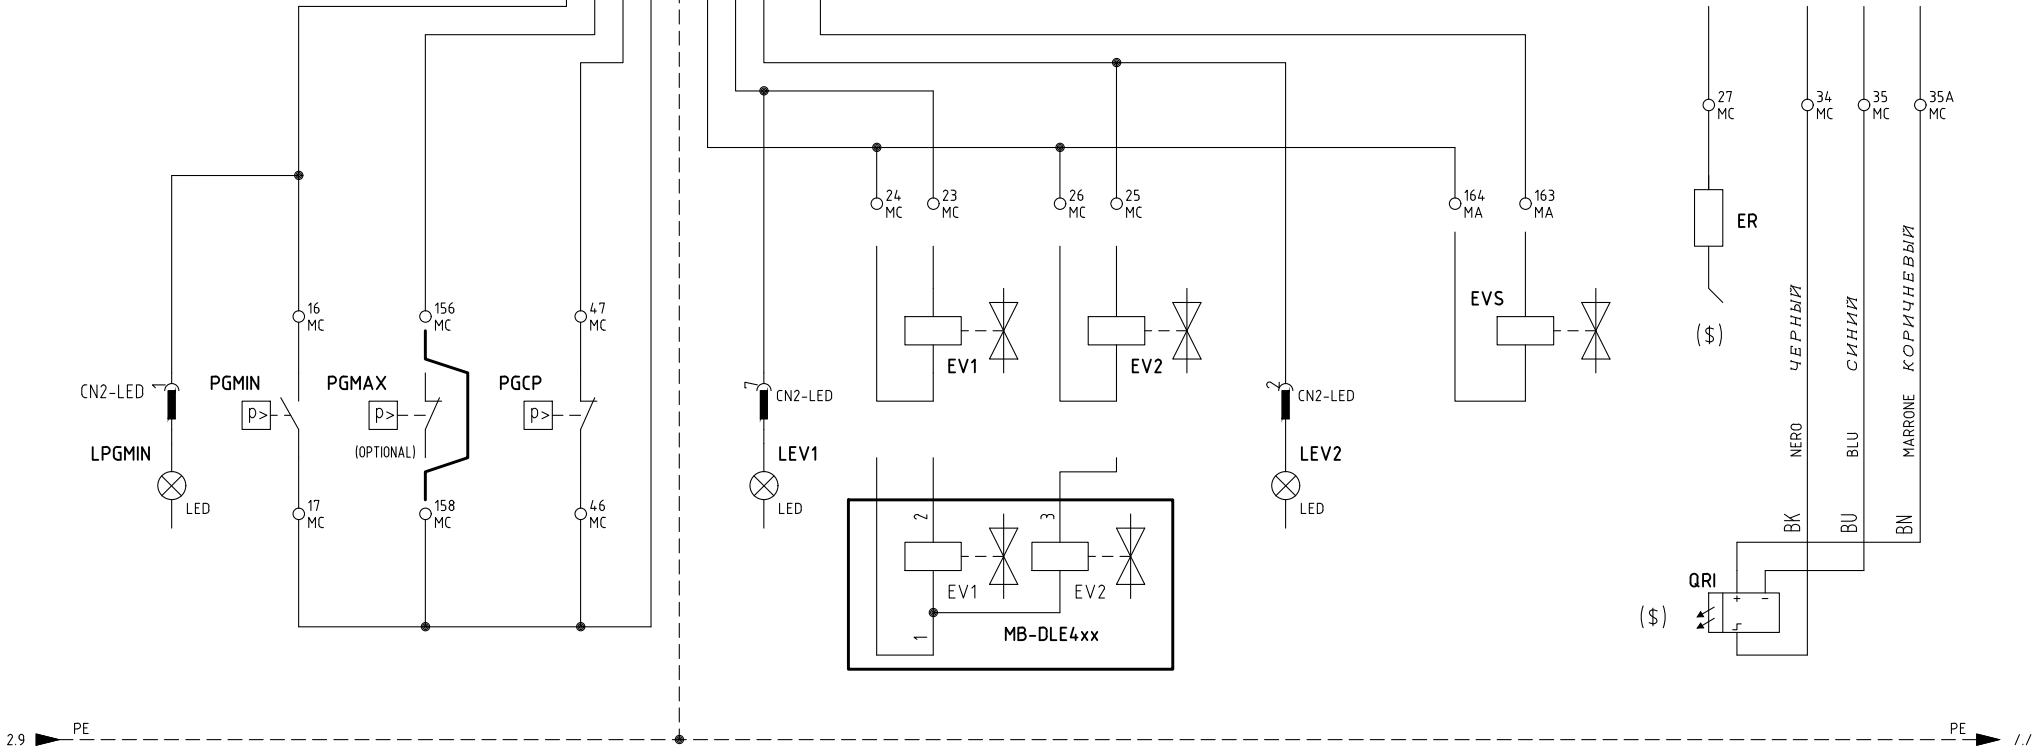 27
MC
34
MC
35
MC
35A
MC
24
MC
23
MC
26
MC
25
MC
164
MA
163
MA
ER
($)
16
MC
156
MC
47
MC
EVS
EV1
EV2
CN2-LED
1
PGMIN
P>
PGMAX
P>
(OPTIONAL)
PGCP
P>
7
CN2-LED
2
CN2-LED
LPGMIN
LED
LEV1
LED
LEV2
LED
17
MC
158
MC
46
MC
2
3
EV1
EV2
1
MB-DLE4xx
ЧЕРНЫЙ
СИНИЙ
КОРИЧНЕВЫЙ
NERO
BLU
MARRONE
BK
BU
BN
QRI
+ -
($)
2.9
PE
PE
/./